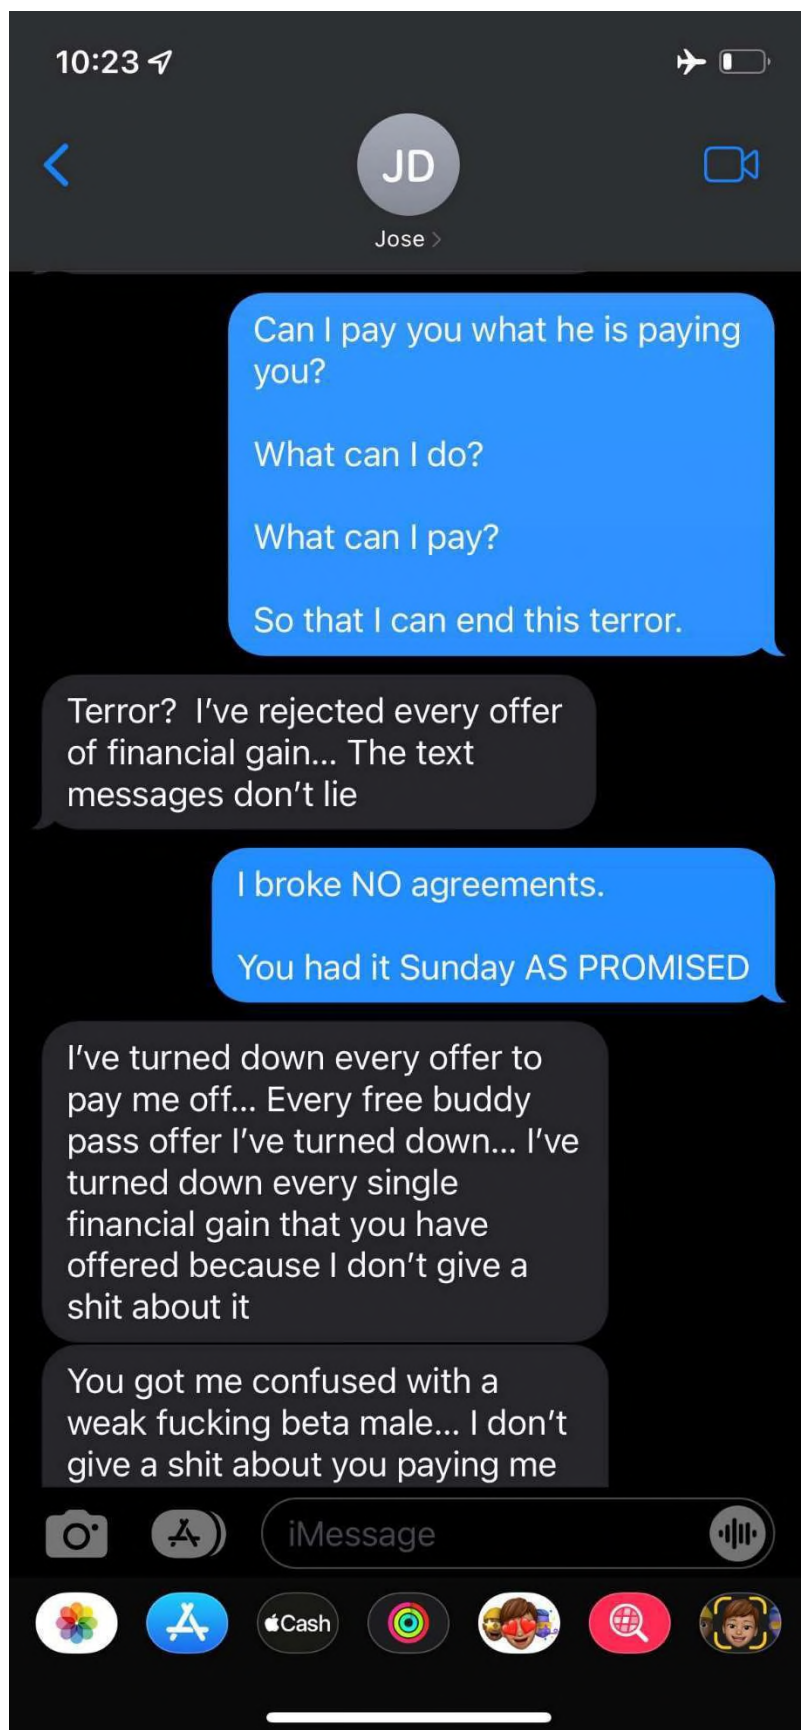 10:23
JD
Jose
Can I pay you what he is paying
you?
What can I do?
What can I pay?
So that I can end this terror.
Terror?  I've rejected every offer
of financial gain... The text
messages don't lie
I broke NO agreements.
You had it Sunday AS PROMISED
I've turned down every offer to
pay me off... Every free buddy
pass offer I've turned down... I've
turned down every single
financial gain that you have
offered because I don't give a
shit about it
You got me confused with a
weak fucking beta male... I don't
give a shit about you paying me
iMessage
Cash